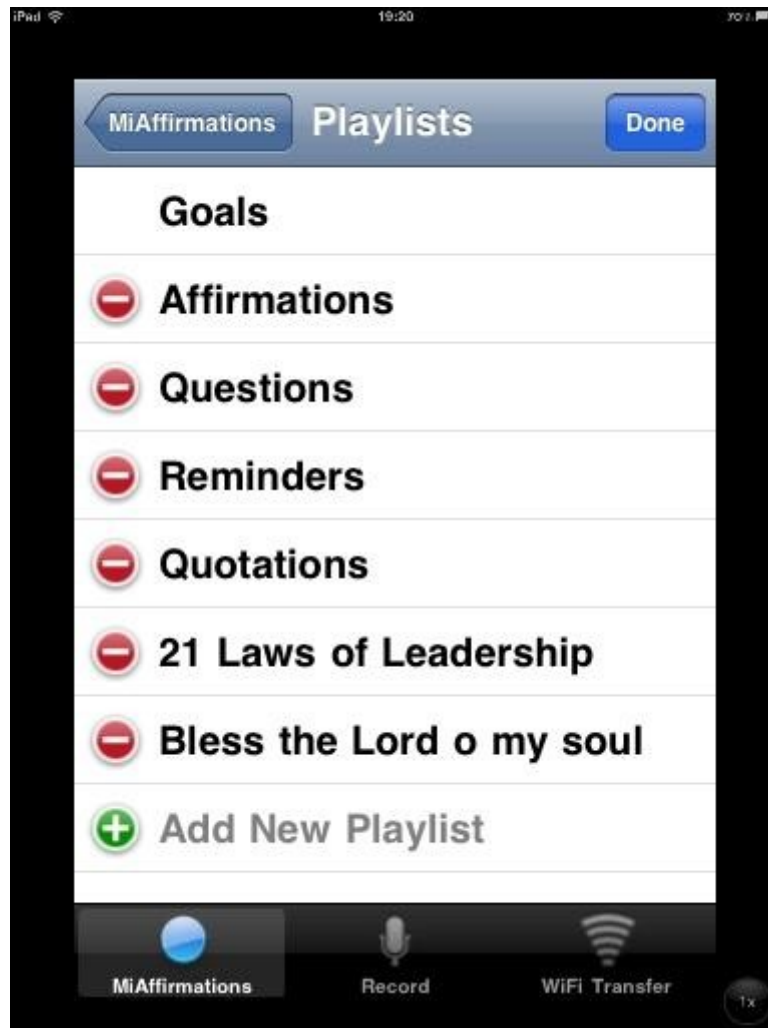 iPad 19:20 70%
MiAffirmations Playlists Done
Goals
Affirmations
Questions
Reminders
Quotations
21 Laws of Leadership
Bless the Lord o my soul
Add New Playlist
MiAffirmations Record WiFi Transfer
1x